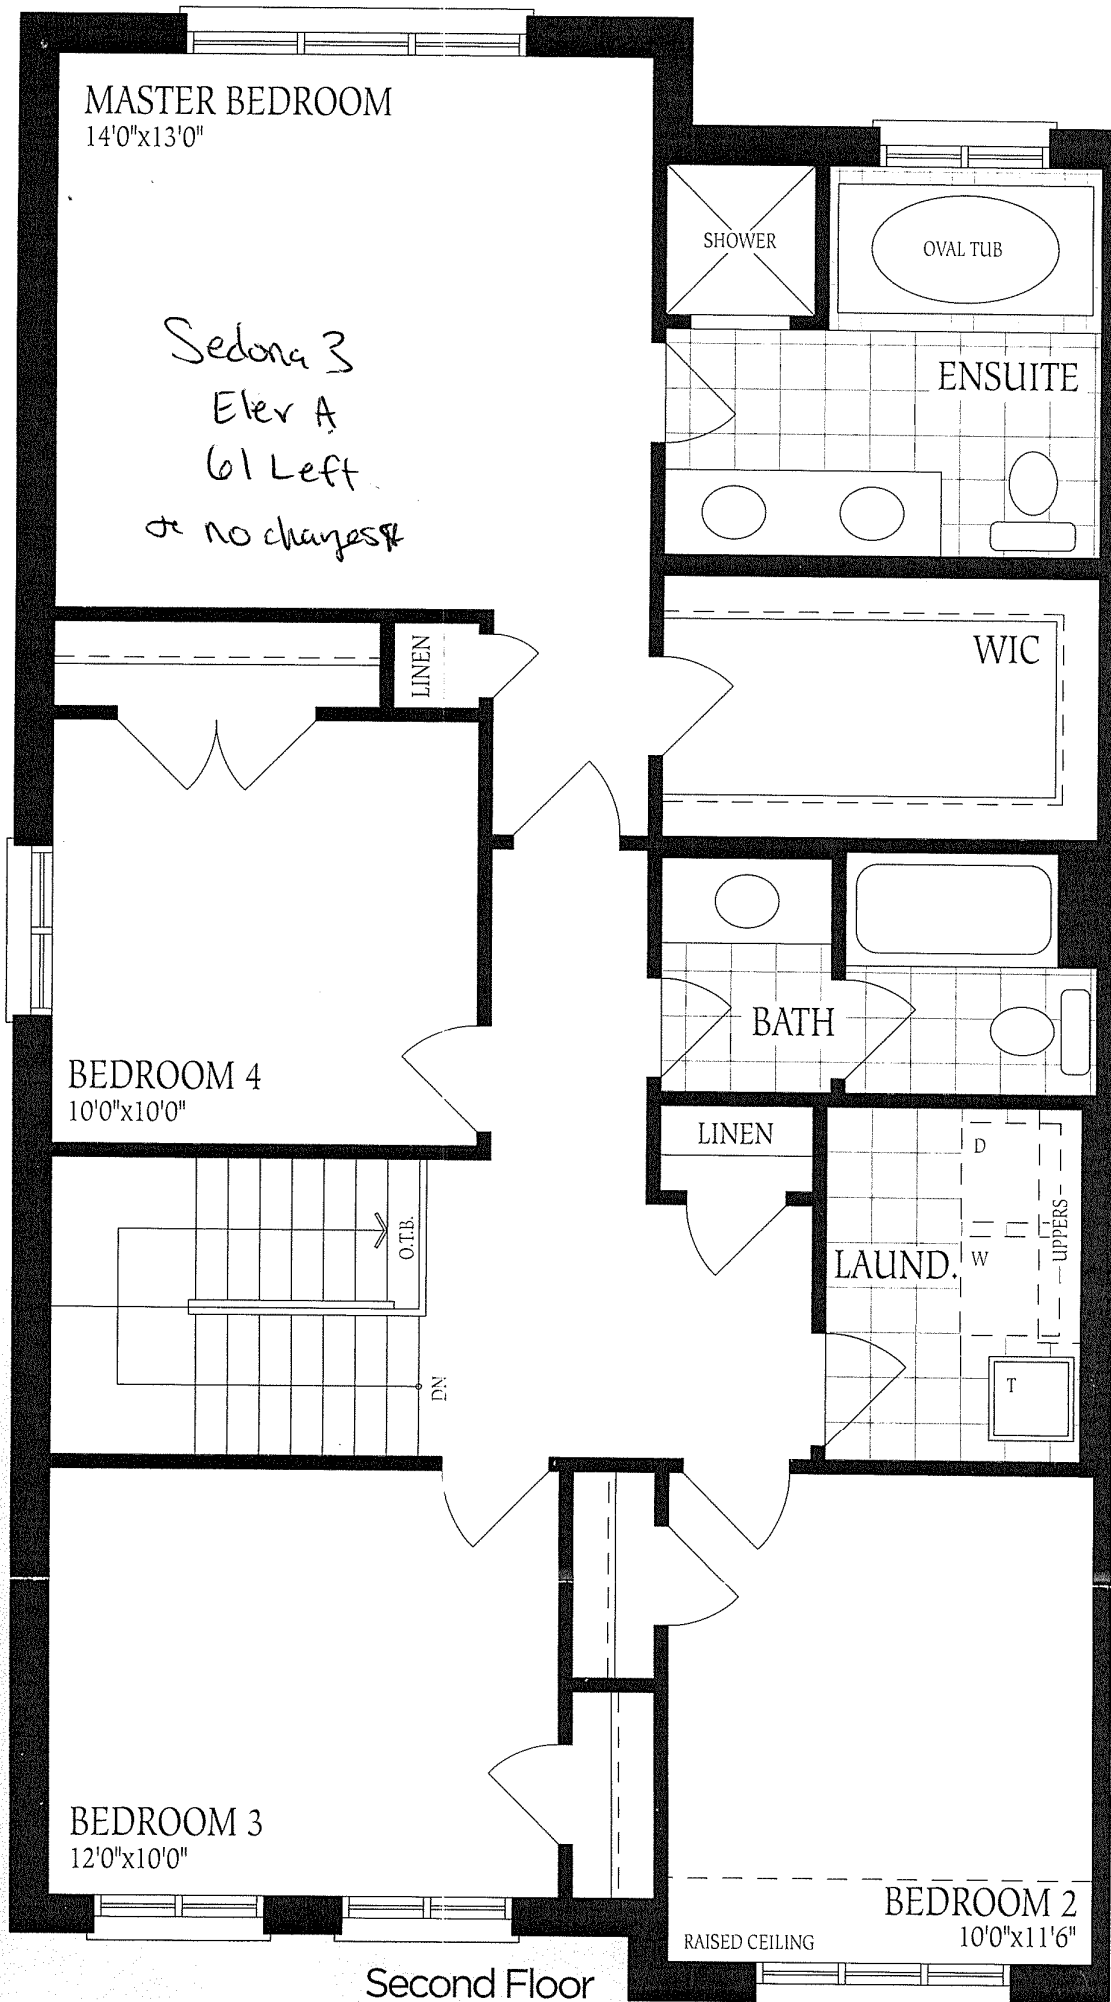 MASTER BEDROOM
14'0"x13'0"
SHOWER
OVAL TUB
Sedona 3
Elev A
61 Left
* no changes *
ENSUITE
LINEN
WIC
BEDROOM 4
10'0"x10'0"
BATH
LINEN
D
UPPERS
W
LAUND.
T
O.T.B.
DN
BEDROOM 3
12'0"x10'0"
BEDROOM 2
10'0"x11'6"
RAISED CEILING
Second Floor